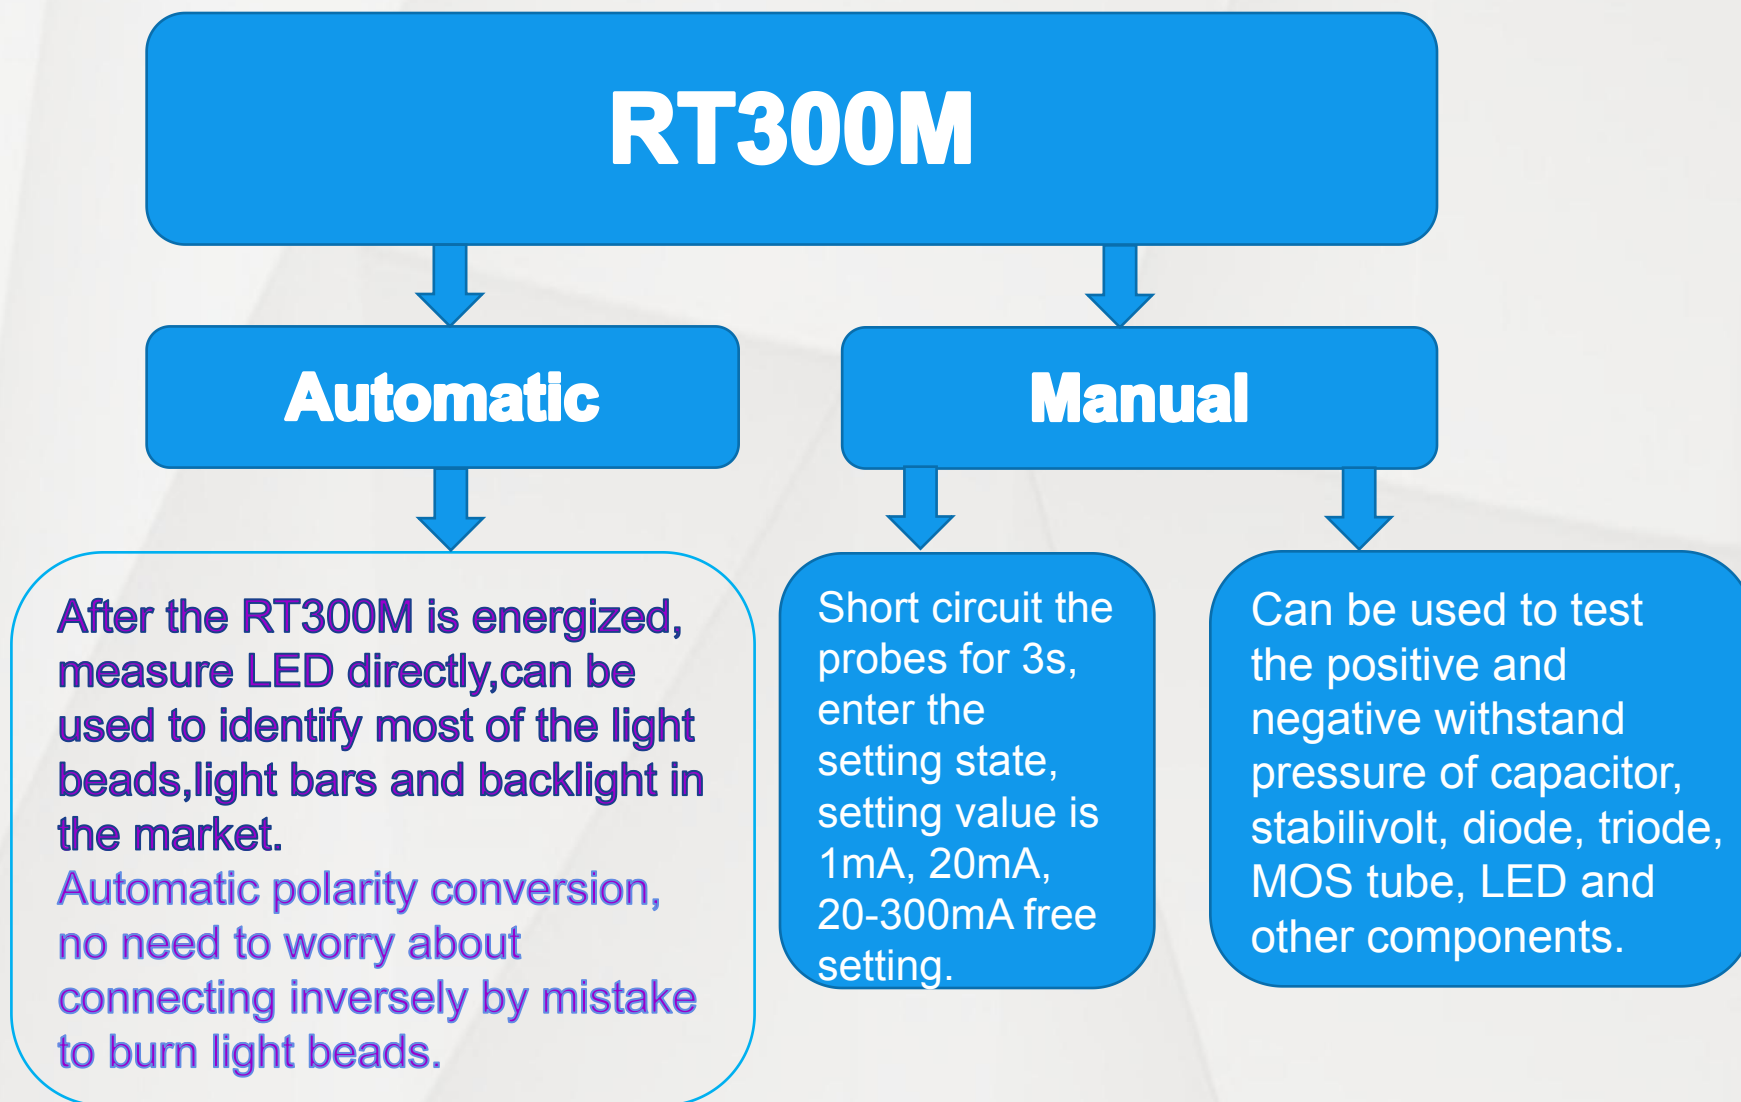 RT300M
Automatic
Manual
After the RT300M is energized,
measure LED directly,can be
used to identify most of the light
beads,light bars and backlight in
the market.
Automatic polarity conversion,
no need to worry about
connecting inversely by mistake
to burn light beads.
Short circuit the
probes for 3s,
enter the
setting state,
setting value is
1mA, 20mA,
20-300mA free
setting.
Can be used to test
the positive and
negative withstand
pressure of capacitor,
stabilivolt, diode, triode,
MOS tube, LED and
other components.